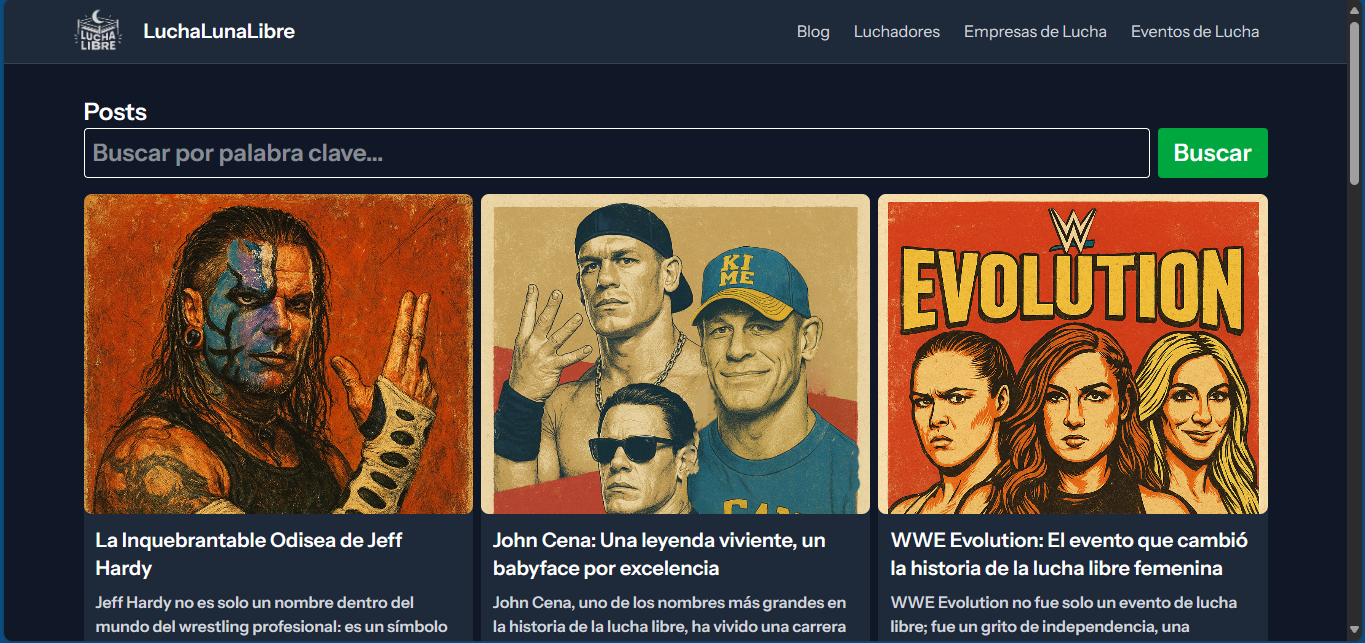 LUCHA
LIBRE
LuchaLunaLibre
Blog
Luchadores
Empresas de Lucha
Eventos de Lucha
Posts
Buscar por palabra clave...
Buscar
KI
ME
CAN
W
EVOLUTION
La Inquebrantable Odisea de Jeff
Hardy
Jeff Hardy no es solo un nombre dentro del
mundo del wrestling profesional: es un símbolo
John Cena: Una leyenda viviente, un
babyface por excelencia
John Cena, uno de los nombres más grandes en
la historia de la lucha libre, ha vivido una carrera
WWE Evolution: El evento que cambió
la historia de la lucha libre femenina
WWE Evolution no fue solo un evento de lucha
libre; fue un grito de independencia, una